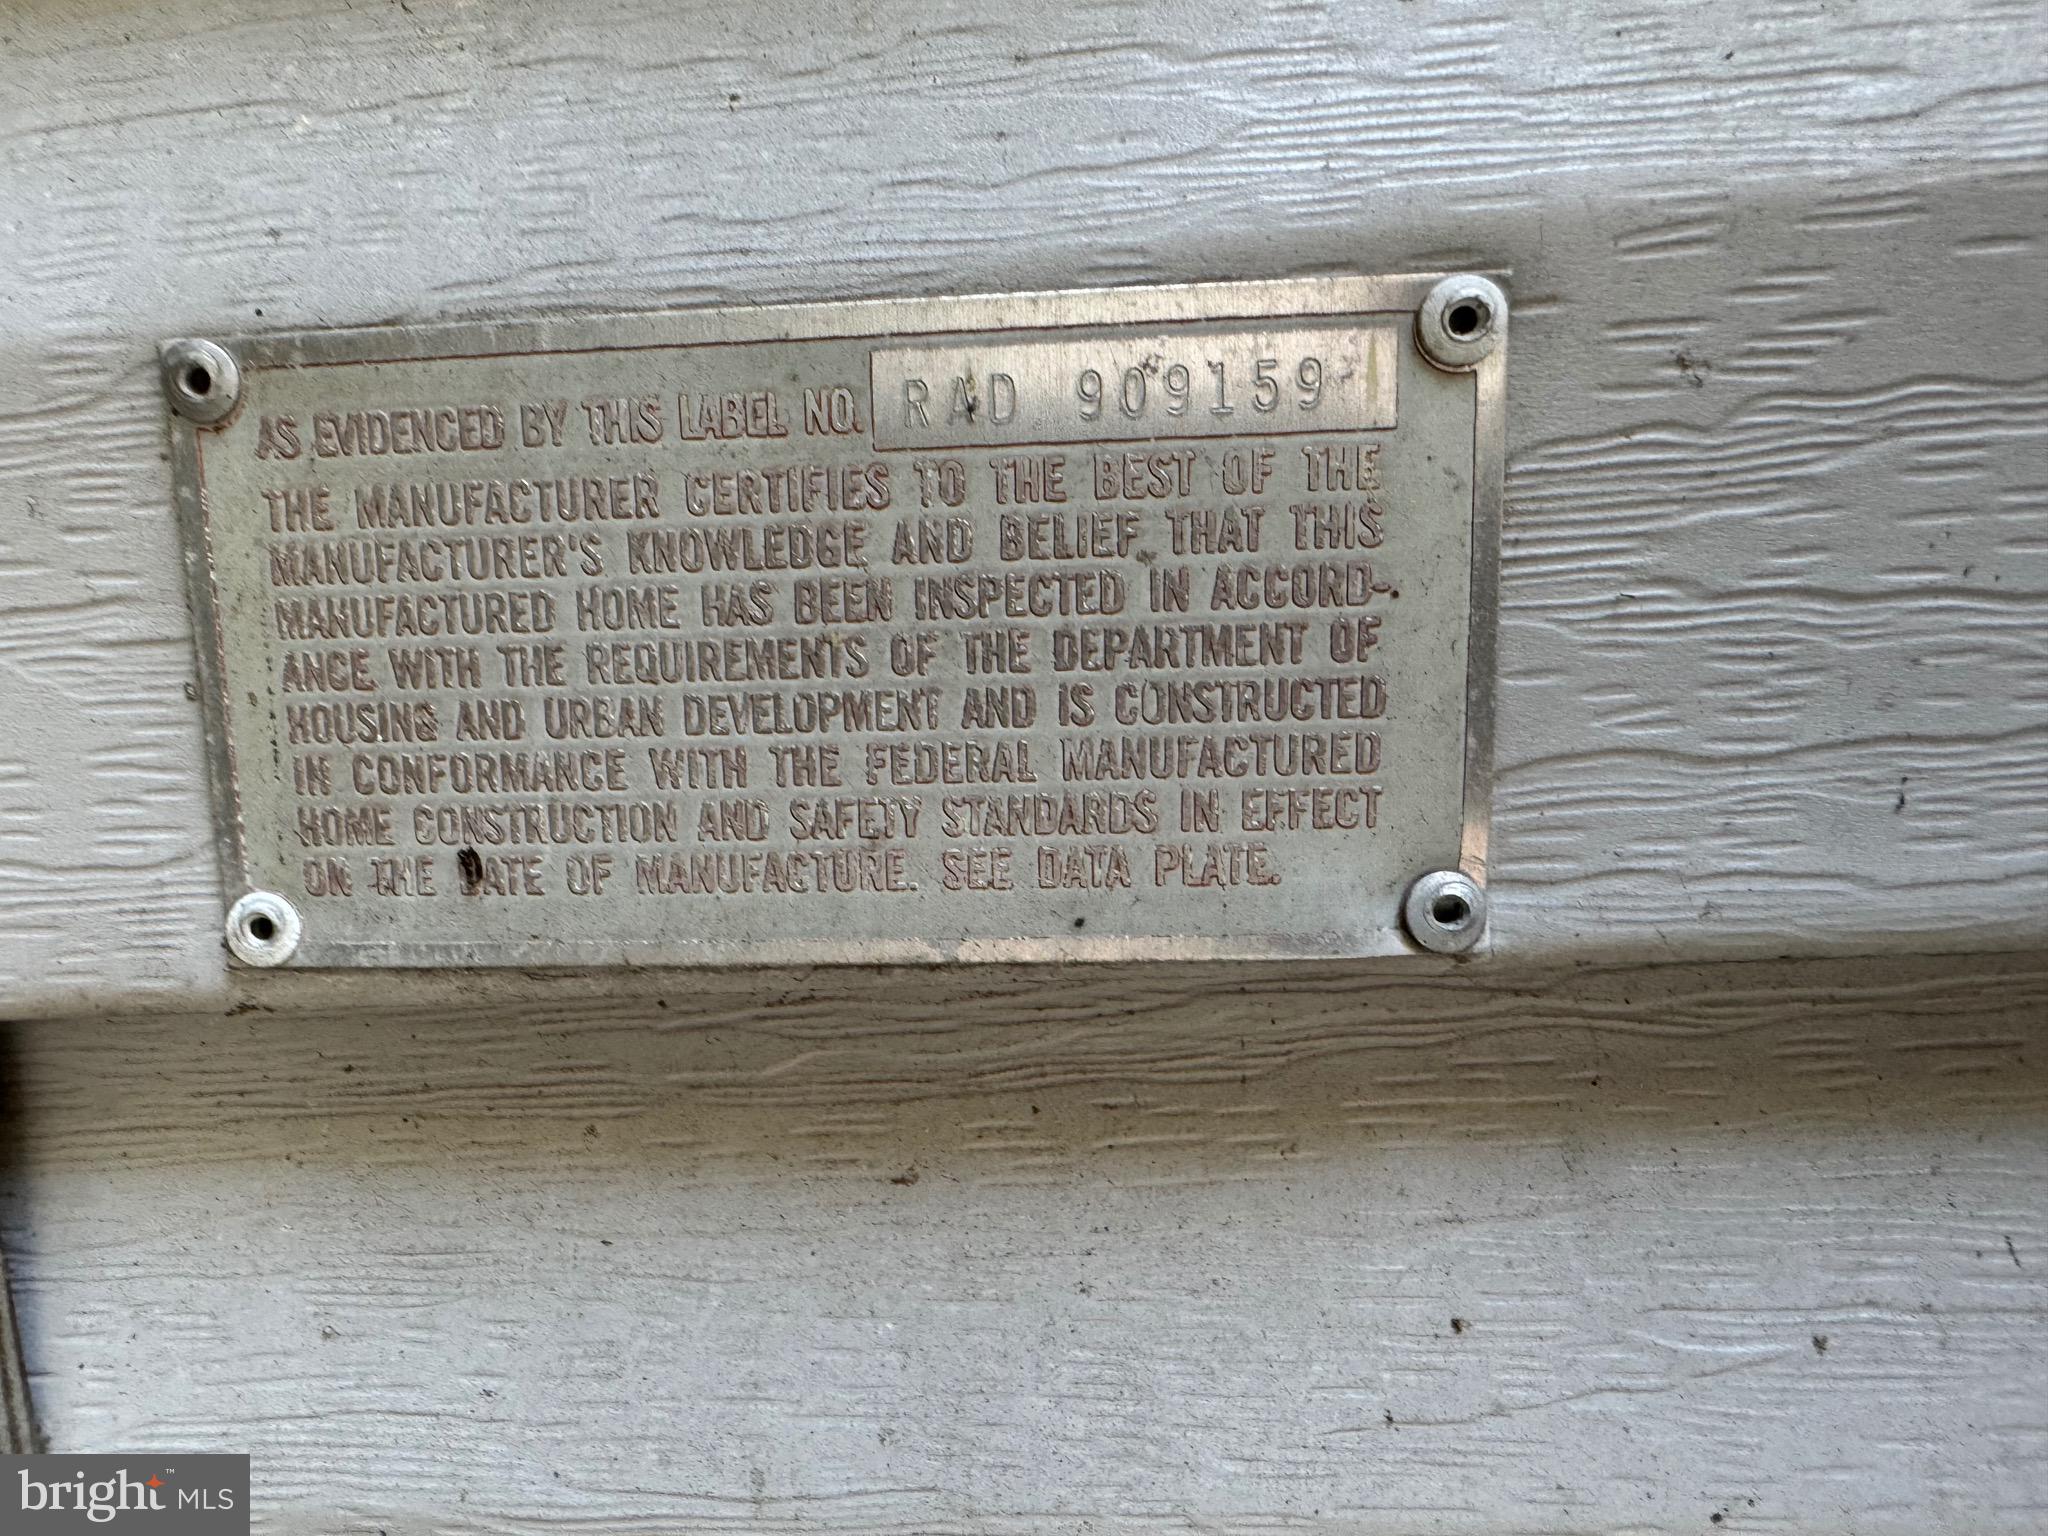 AS EVIDENCED BY THIS LABEL NO. RAD 909159
THE MANUFACTURER CERTIFIES TO THE BEST OF THE
MANUFACTURER'S KNOWLEDGE AND BELIEF THAT THIS
MANUFACTURED HOME HAS BEEN INSPECTED IN ACCORD-
ANCE WITH THE REQUIREMENTS OF THE DEPARTMENT OF
HOUSING AND URBAN DEVELOPMENT AND IS CONSTRUCTED
IN CONFORMANCE WITH THE FEDERAL MANUFACTURED
HOME CONSTRUCTION AND SAFETY STANDARDS IN EFFECT
ON THE DATE OF MANUFACTURE. SEE DATA PLATE.
bright™ MLS